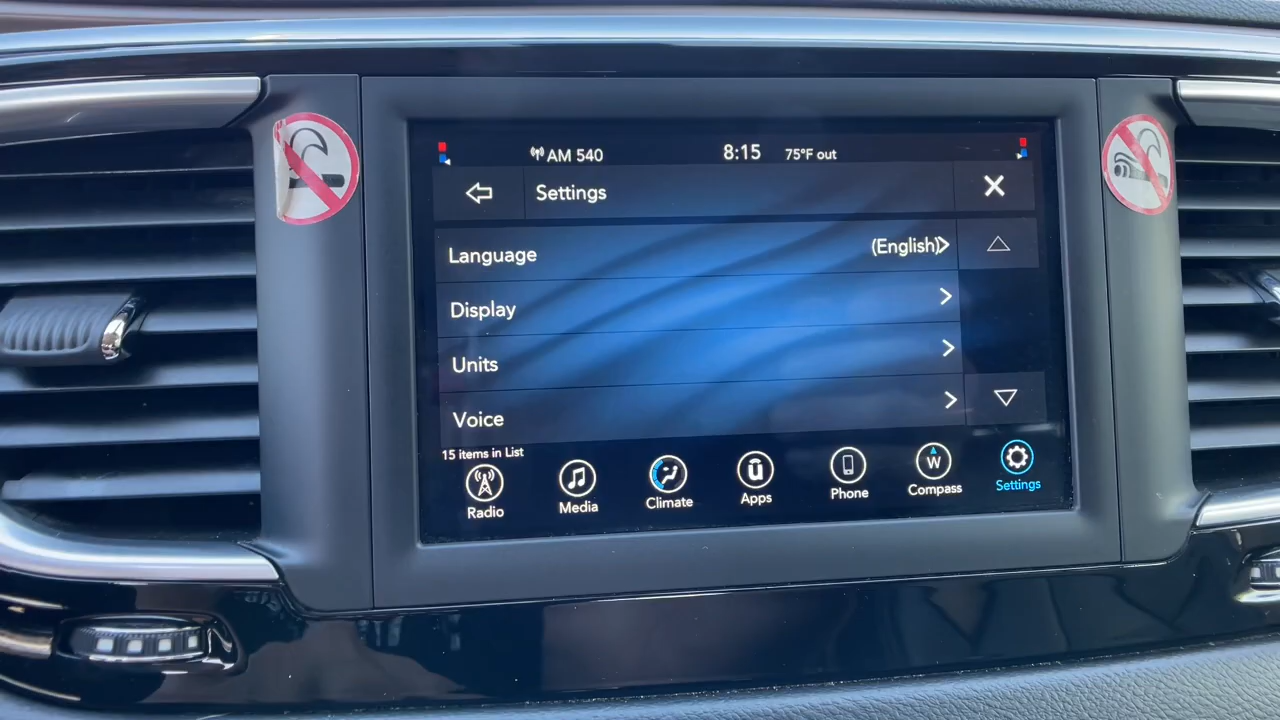 AM 540 8:15 75°F out
Settings
Language (English)
Display
Units
Voice
15 items in List
Radio Media Climate Apps Phone Compass Settings
W